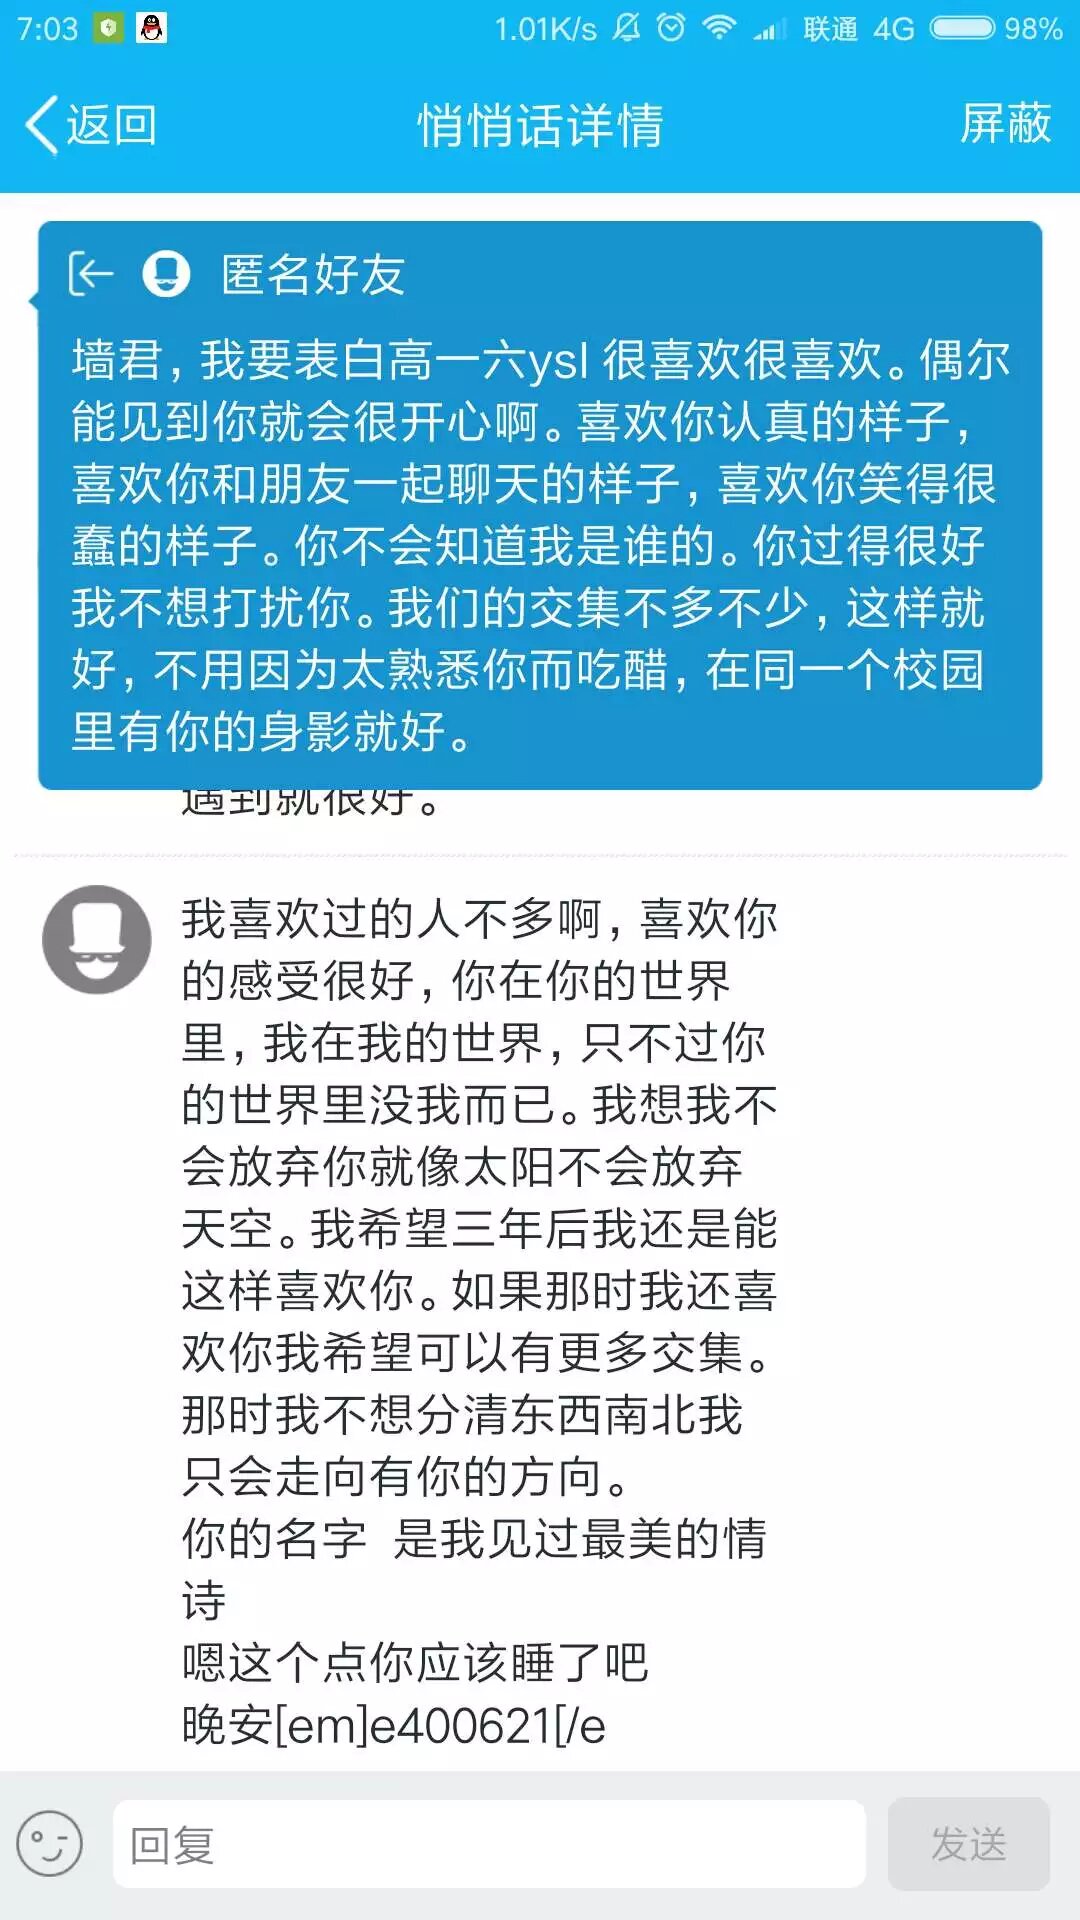 7:03 1.01K/s 联通 4G 98%
返回 悄悄话详情 屏蔽
匿名好友
墙君，我要表白高一六ysl 很喜欢很喜欢。偶尔
能见到你就会很开心啊。喜欢你认真的样子，
喜欢你和朋友一起聊天的样子，喜欢你笑得很
蠢的样子。你不会知道我是谁的。你过得很好
我不想打扰你。我们的交集不多不少，这样就
好，不用因为太熟悉你而吃醋，在同一个校园
里有你的身影就好。
遇到就很好。
我喜欢过的人不多啊，喜欢你
的感受很好，你在你的世界
里，我在我的世界，只不过你
的世界里没我而已。我想我不
会放弃你就像太阳不会放弃
天空。我希望三年后我还是能
这样喜欢你。如果那时我还喜
欢你我希望可以有更多交集。
那时我不想分清东西南北我
只会走向有你的方向。
你的名字 是我见过最美的情
诗
嗯这个点你应该睡了吧
晚安[em]e400621[/e
回复 发送